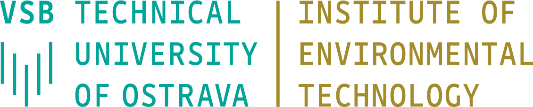 VSB TECHNICAL
UNIVERSITY
OF OSTRAVA
INSTITUTE OF
ENVIRONMENTAL
TECHNOLOGY